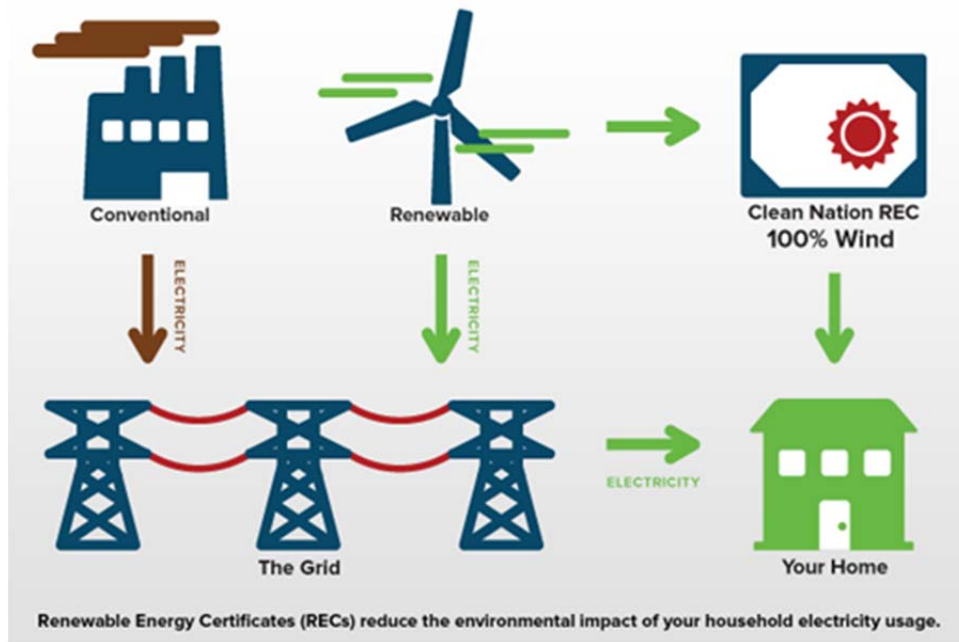 Conventional
Renewable
Clean Nation REC
100% Wind
ELECTRICITY
ELECTRICITY
ELECTRICITY
The Grid
Your Home
Renewable Energy Certificates (RECs) reduce the environmental impact of your household electricity usage.